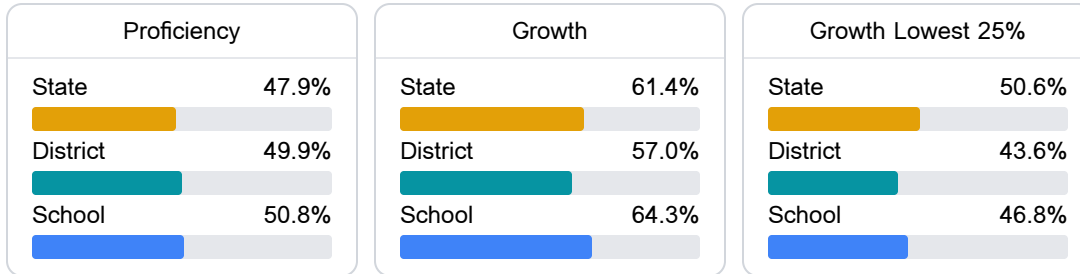 Proficiency
State 47.9%
District 49.9%
School 50.8%
Growth
State 61.4%
District 57.0%
School 64.3%
Growth Lowest 25%
State 50.6%
District 43.6%
School 46.8%